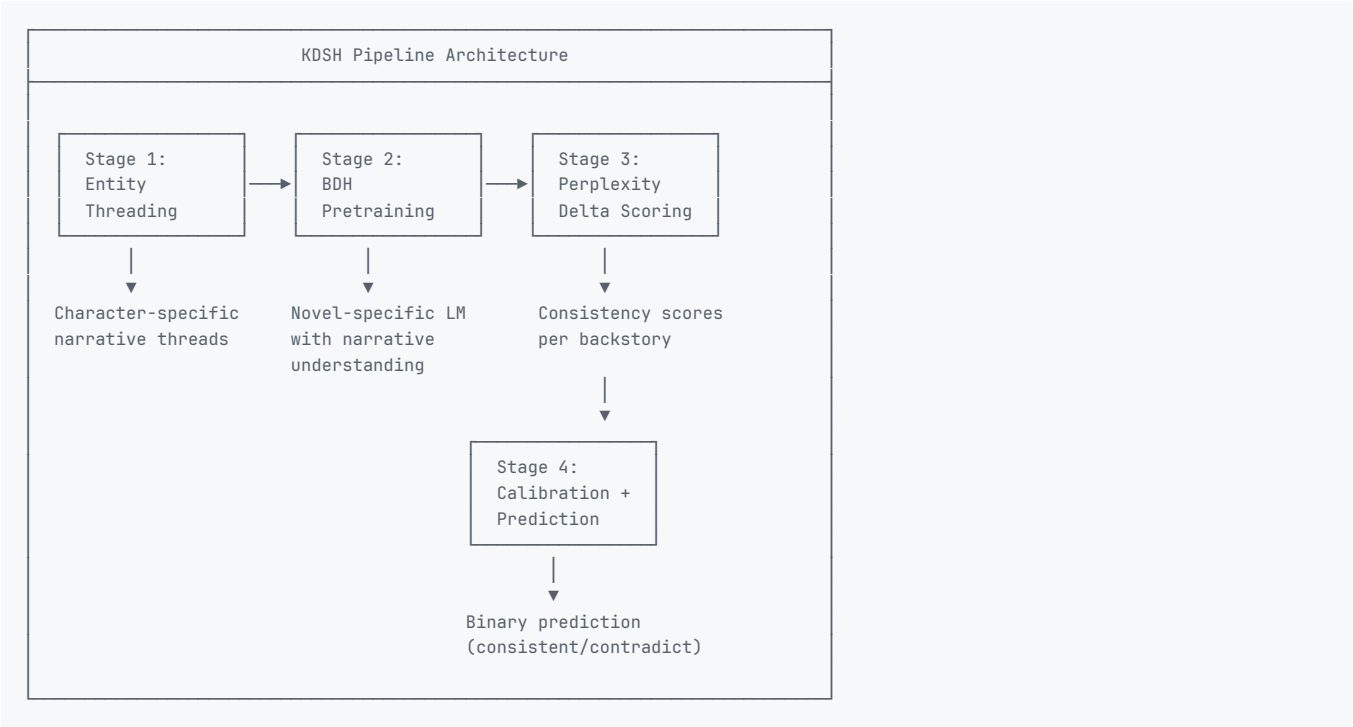 KDSH Pipeline Architecture
Stage 1:
Entity
Threading
Stage 2:
BDH
Pretraining
Stage 3:
Perplexity
Delta Scoring
Character-specific
narrative threads
Novel-specific LM
with narrative
understanding
Consistency scores
per backstory
Stage 4:
Calibration +
Prediction
Binary prediction
(consistent/contradict)